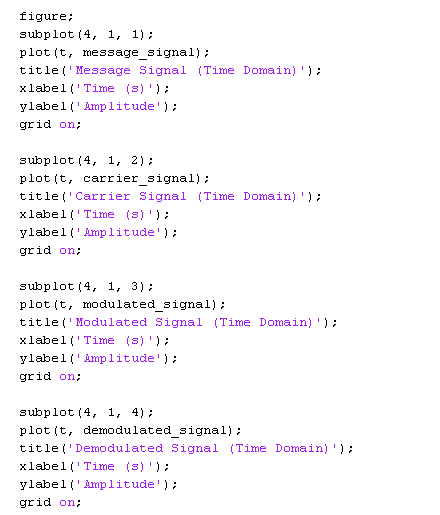 figure;
subplot(4, 1, 1);
plot(t, message_signal);
title('Message Signal (Time Domain)');
xlabel('Time (s)');
ylabel('Amplitude');
grid on;
subplot(4, 1, 2);
plot(t, carrier_signal);
title('Carrier Signal (Time Domain)');
xlabel('Time (s)');
ylabel('Amplitude');
grid on;
subplot(4, 1, 3);
plot(t, modulated_signal);
title('Modulated Signal (Time Domain)');
xlabel('Time (s)');
ylabel('Amplitude');
grid on;
subplot(4, 1, 4);
plot(t, demodulated_signal);
title('Demodulated Signal (Time Domain)');
xlabel('Time (s)');
ylabel('Amplitude');
grid on;